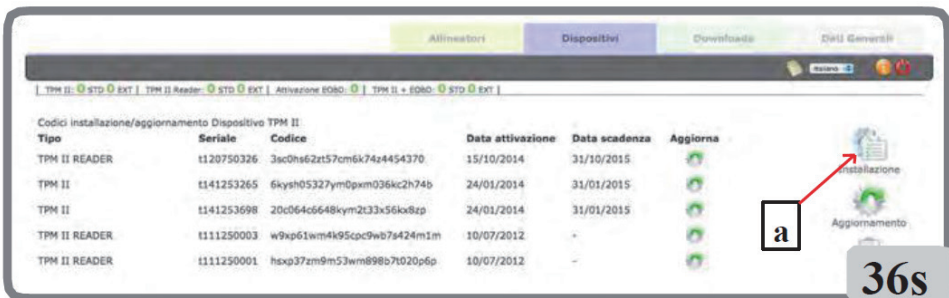 Allineatori Dispositivi Downloads Dati Generali
Italiano
| TPM II: 0 STD 0 EXT | TPM II Reader: 0 STD 0 EXT | Attivazione EOBD: 0 | TPM II + EOBD: 0 STD 0 EXT |
Codici installazione/aggiornamento Dispositivo TPM II
Tipo Seriale Codice Data attivazione Data scadenza Aggiorna
TPM II READER t120750326 3sc0hs62zt57cm6k74z4454370 15/10/2014 31/10/2015
Installazione
TPM II t141253265 6kysh05327ym0pxm036kc2h74b 24/01/2014 31/01/2015
TPM II t141253698 20c064c6648kym2t33x56kx8zp 24/01/2014 31/01/2015
Aggiornamento
TPM II READER t111250003 w9xp61wm4k95cpc9wb7s424m1m 10/07/2012 -
a
TPM II READER t111250001 hsxp37zm9m53wm898b7t020p6p 10/07/2012 -
36s